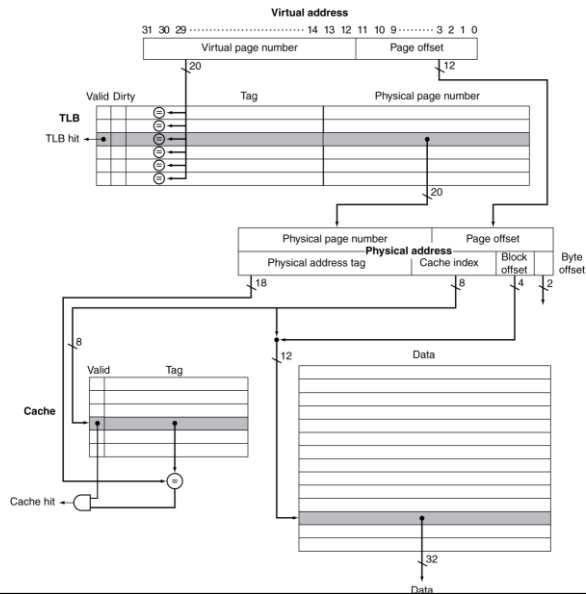 Virtual address
31 30 29 ······················ 14 13 12 11 10 9 ········· 3 2 1 0
Virtual page number Page offset
20 12
Valid Dirty Tag Physical page number
TLB
TLB hit
=
=
=
=
=
=
20
Physical page number Page offset
Physical address
Physical address tag Cache index Block offset Byte offset
18 8 4 2
8 12 Data
Valid Tag
Cache
=
Cache hit
32
Data